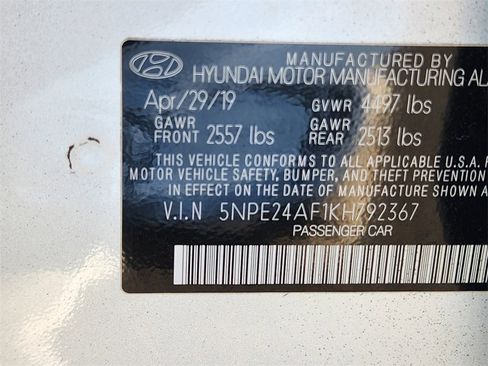 MANUFACTURED BY
HYUNDAI MOTOR MANUFACTURING ALA
Apr/29/19 GVWR 4497 lbs
GAWR GAWR
FRONT 2557 lbs REAR 2513 lbs
THIS VEHICLE CONFORMS TO ALL APPLICABLE U.S.A. F
MOTOR VEHICLE SAFETY, BUMPER, AND THEFT PREVENTION
STANDARDS IN EFFECT ON THE DATE OF MANUFACTURE SHOWN A
V.I.N 5NPE24AF1KH792367
PASSENGER CAR